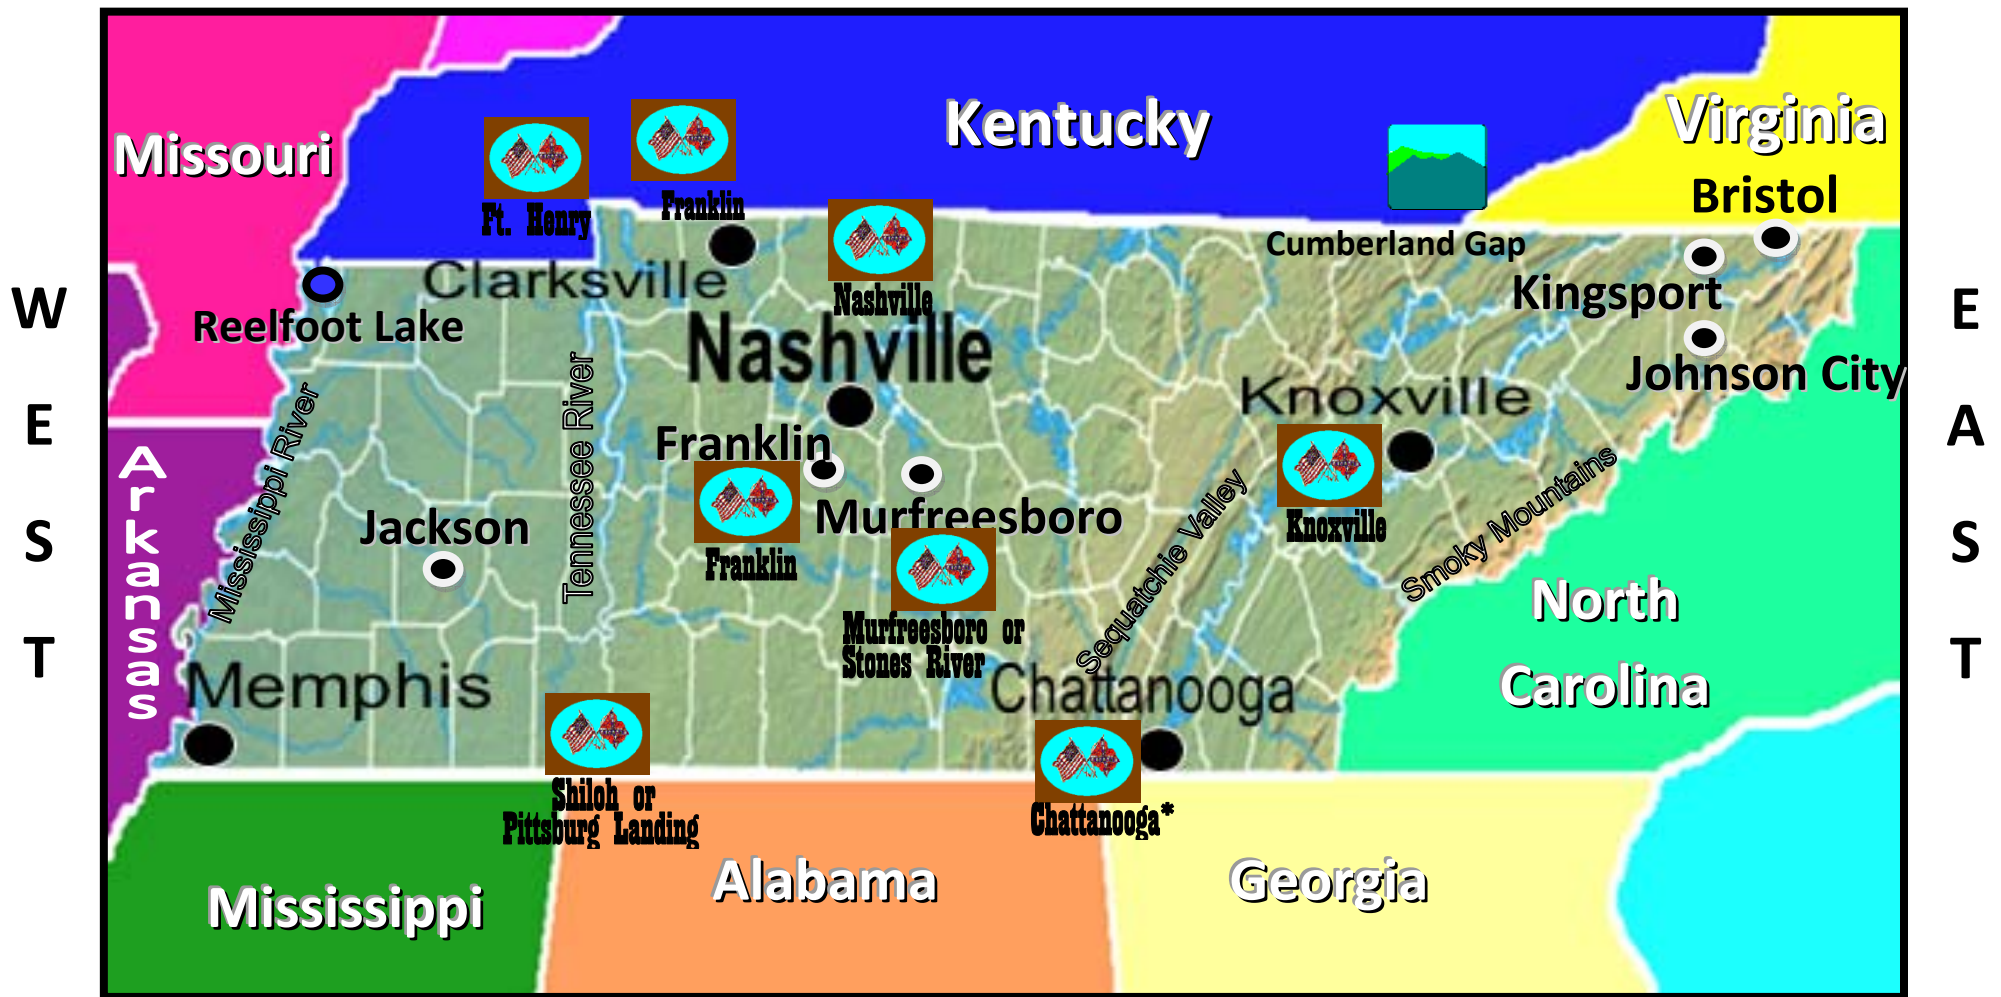 Missouri
Kentucky
Virginia
Bristol
Ft. Henry
Franklin
Nashville
Cumberland Gap
Clarksville
Kingsport
Reelfoot Lake
Nashville
Johnson City
Knoxville
Mississippi River
Tennessee River
Franklin
Jackson
Murfreesboro
Franklin
Knoxville
Sequatchie Valley
Smoky Mountains
Arkansas
North
Carolina
Murfreesboro or
Stones River
Memphis
Chattanooga
Shiloh or
Pittsburg Landing
Chattanooga*
Mississippi
Alabama
Georgia
WEST
EAST